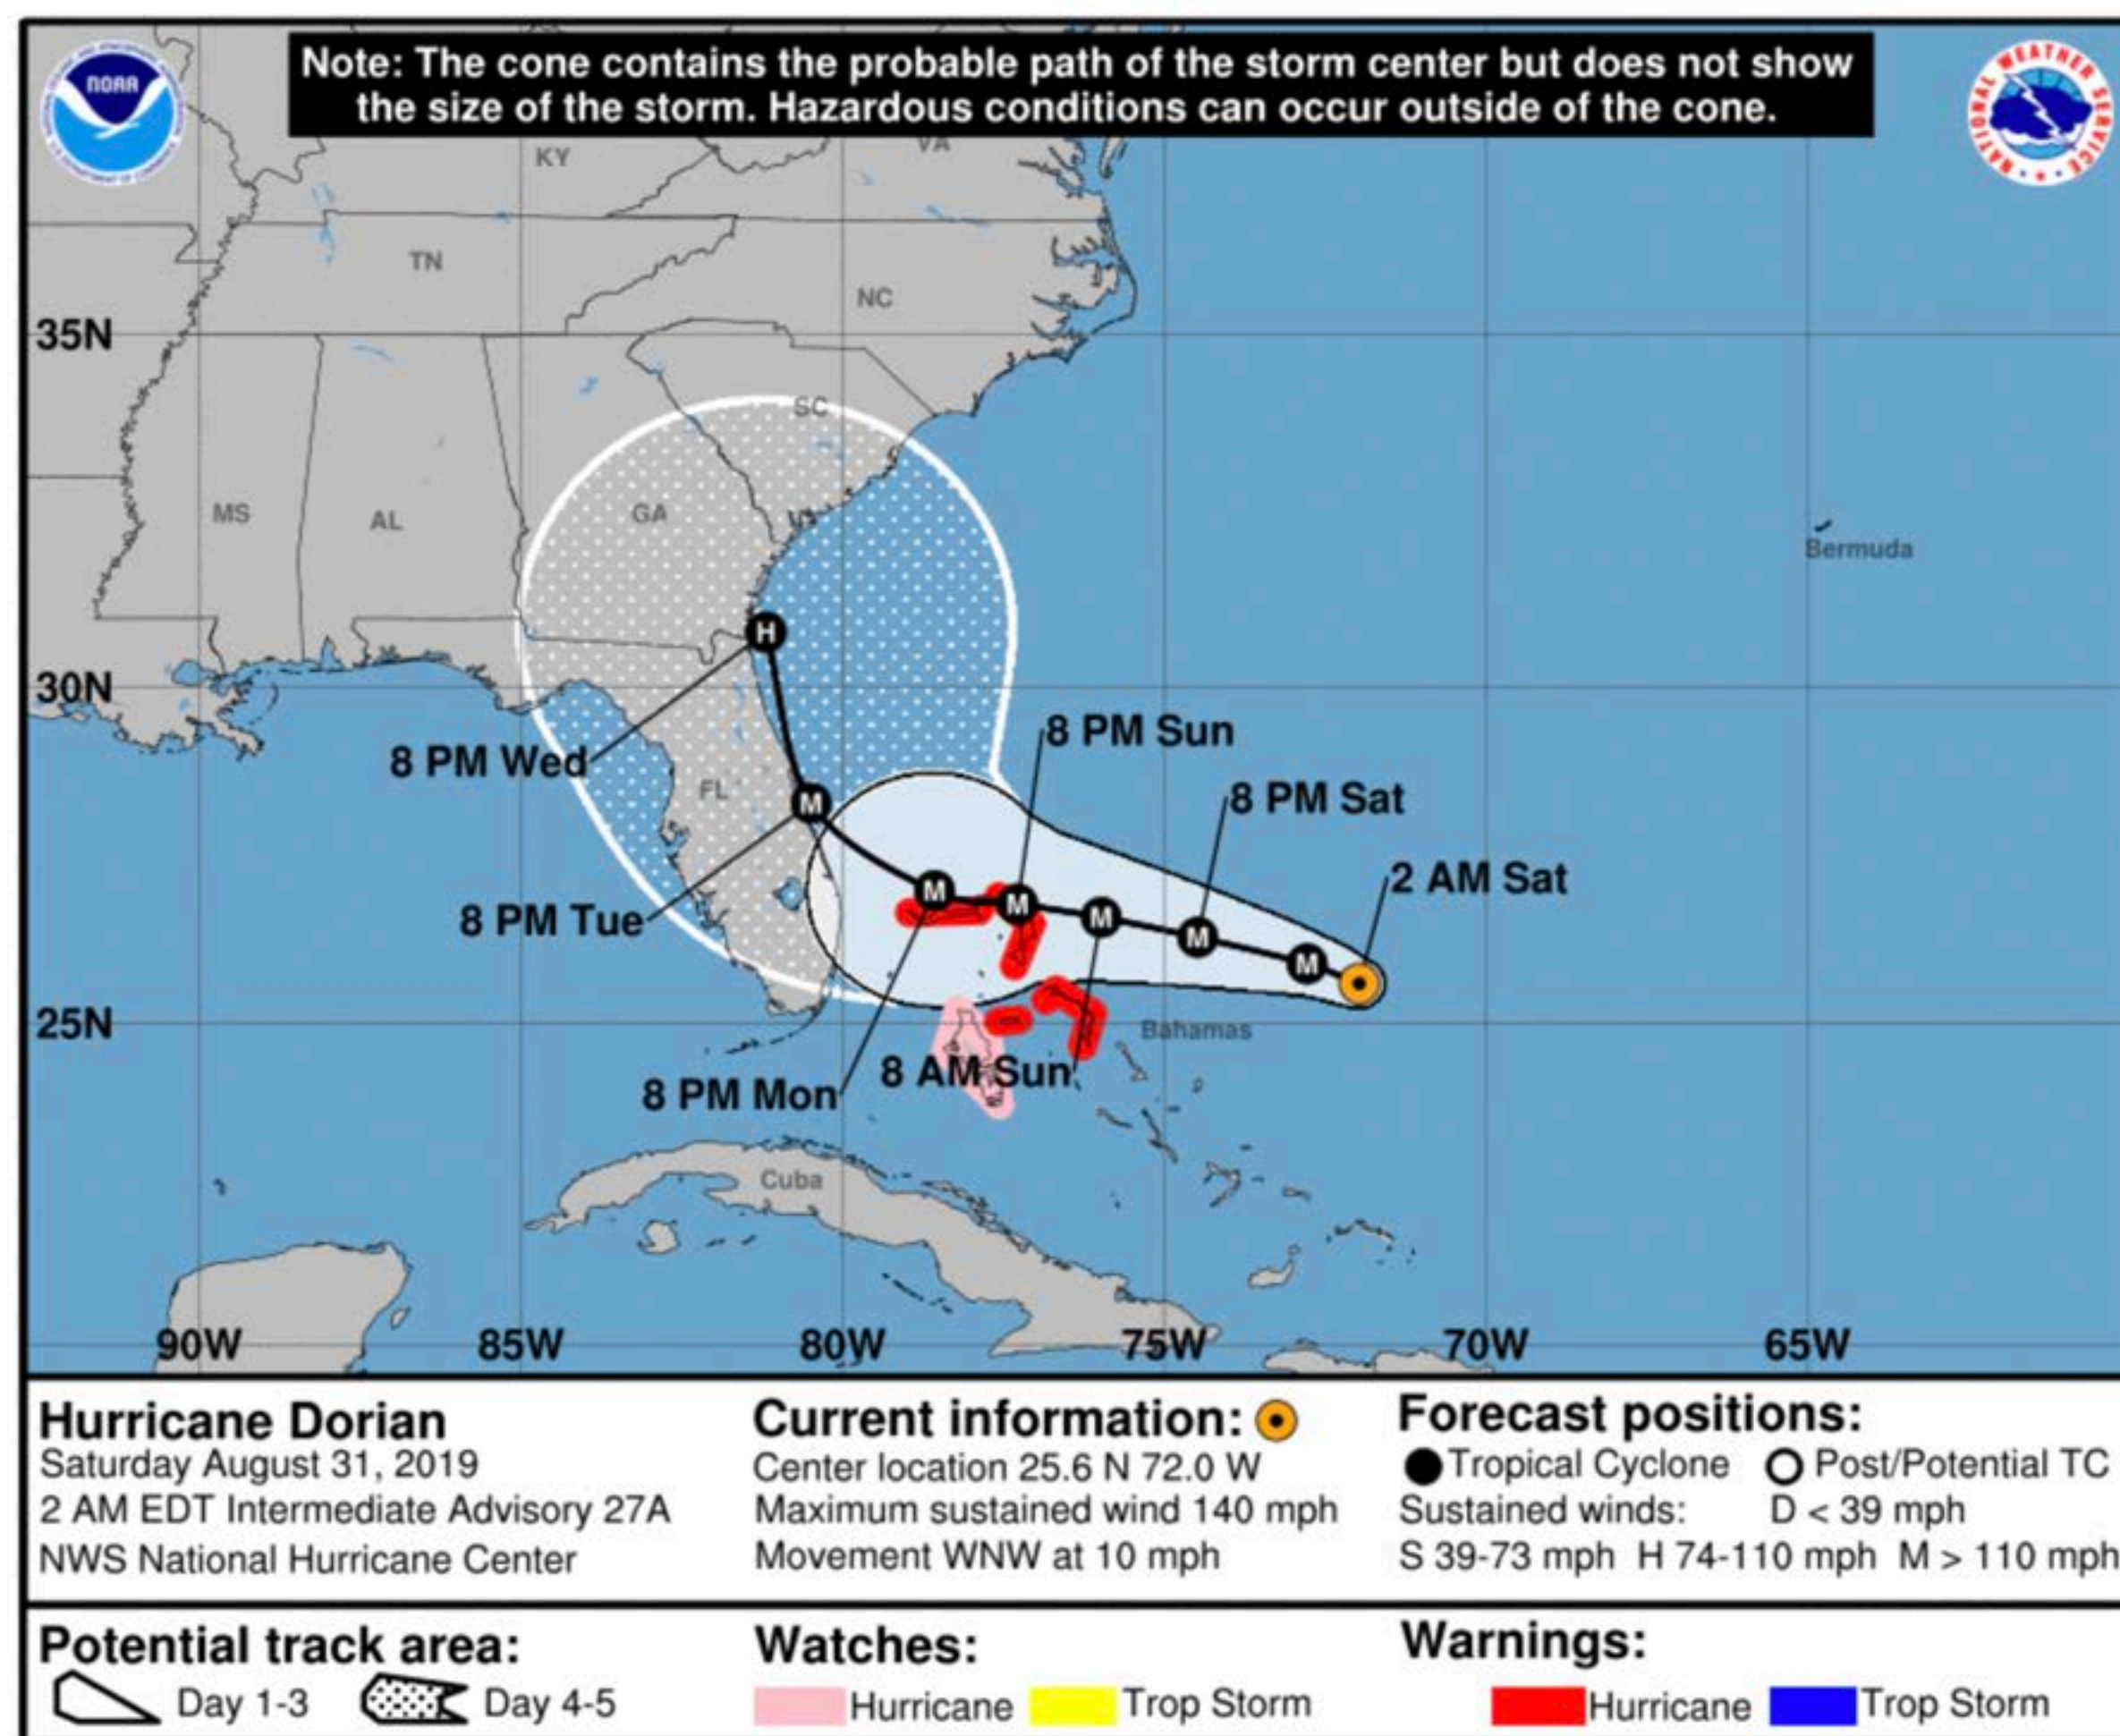 NOAA
Note: The cone contains the probable path of the storm center but does not show
the size of the storm. Hazardous conditions can occur outside of the cone.
NATIONAL WEATHER SERVICE
KY
VA
TN
NC
35N
SC
MS
AL
GA
Bermuda
H
30N
8 PM Sun
8 PM Wed
FL
M
8 PM Sat
2 AM Sat
M
M
M
M
8 PM Tue
M
25N
Bahamas
8 AM Sun
8 PM Mon
Cuba
90W
85W
80W
75W
70W
65W
Hurricane Dorian
Saturday August 31, 2019
2 AM EDT Intermediate Advisory 27A
NWS National Hurricane Center
Current information:
Center location 25.6 N 72.0 W
Maximum sustained wind 140 mph
Movement WNW at 10 mph
Forecast positions:
Tropical Cyclone Post/Potential TC
Sustained winds: D < 39 mph
S 39-73 mph H 74-110 mph M > 110 mph
Potential track area:
Day 1-3 Day 4-5
Watches:
Hurricane Trop Storm
Warnings:
Hurricane Trop Storm